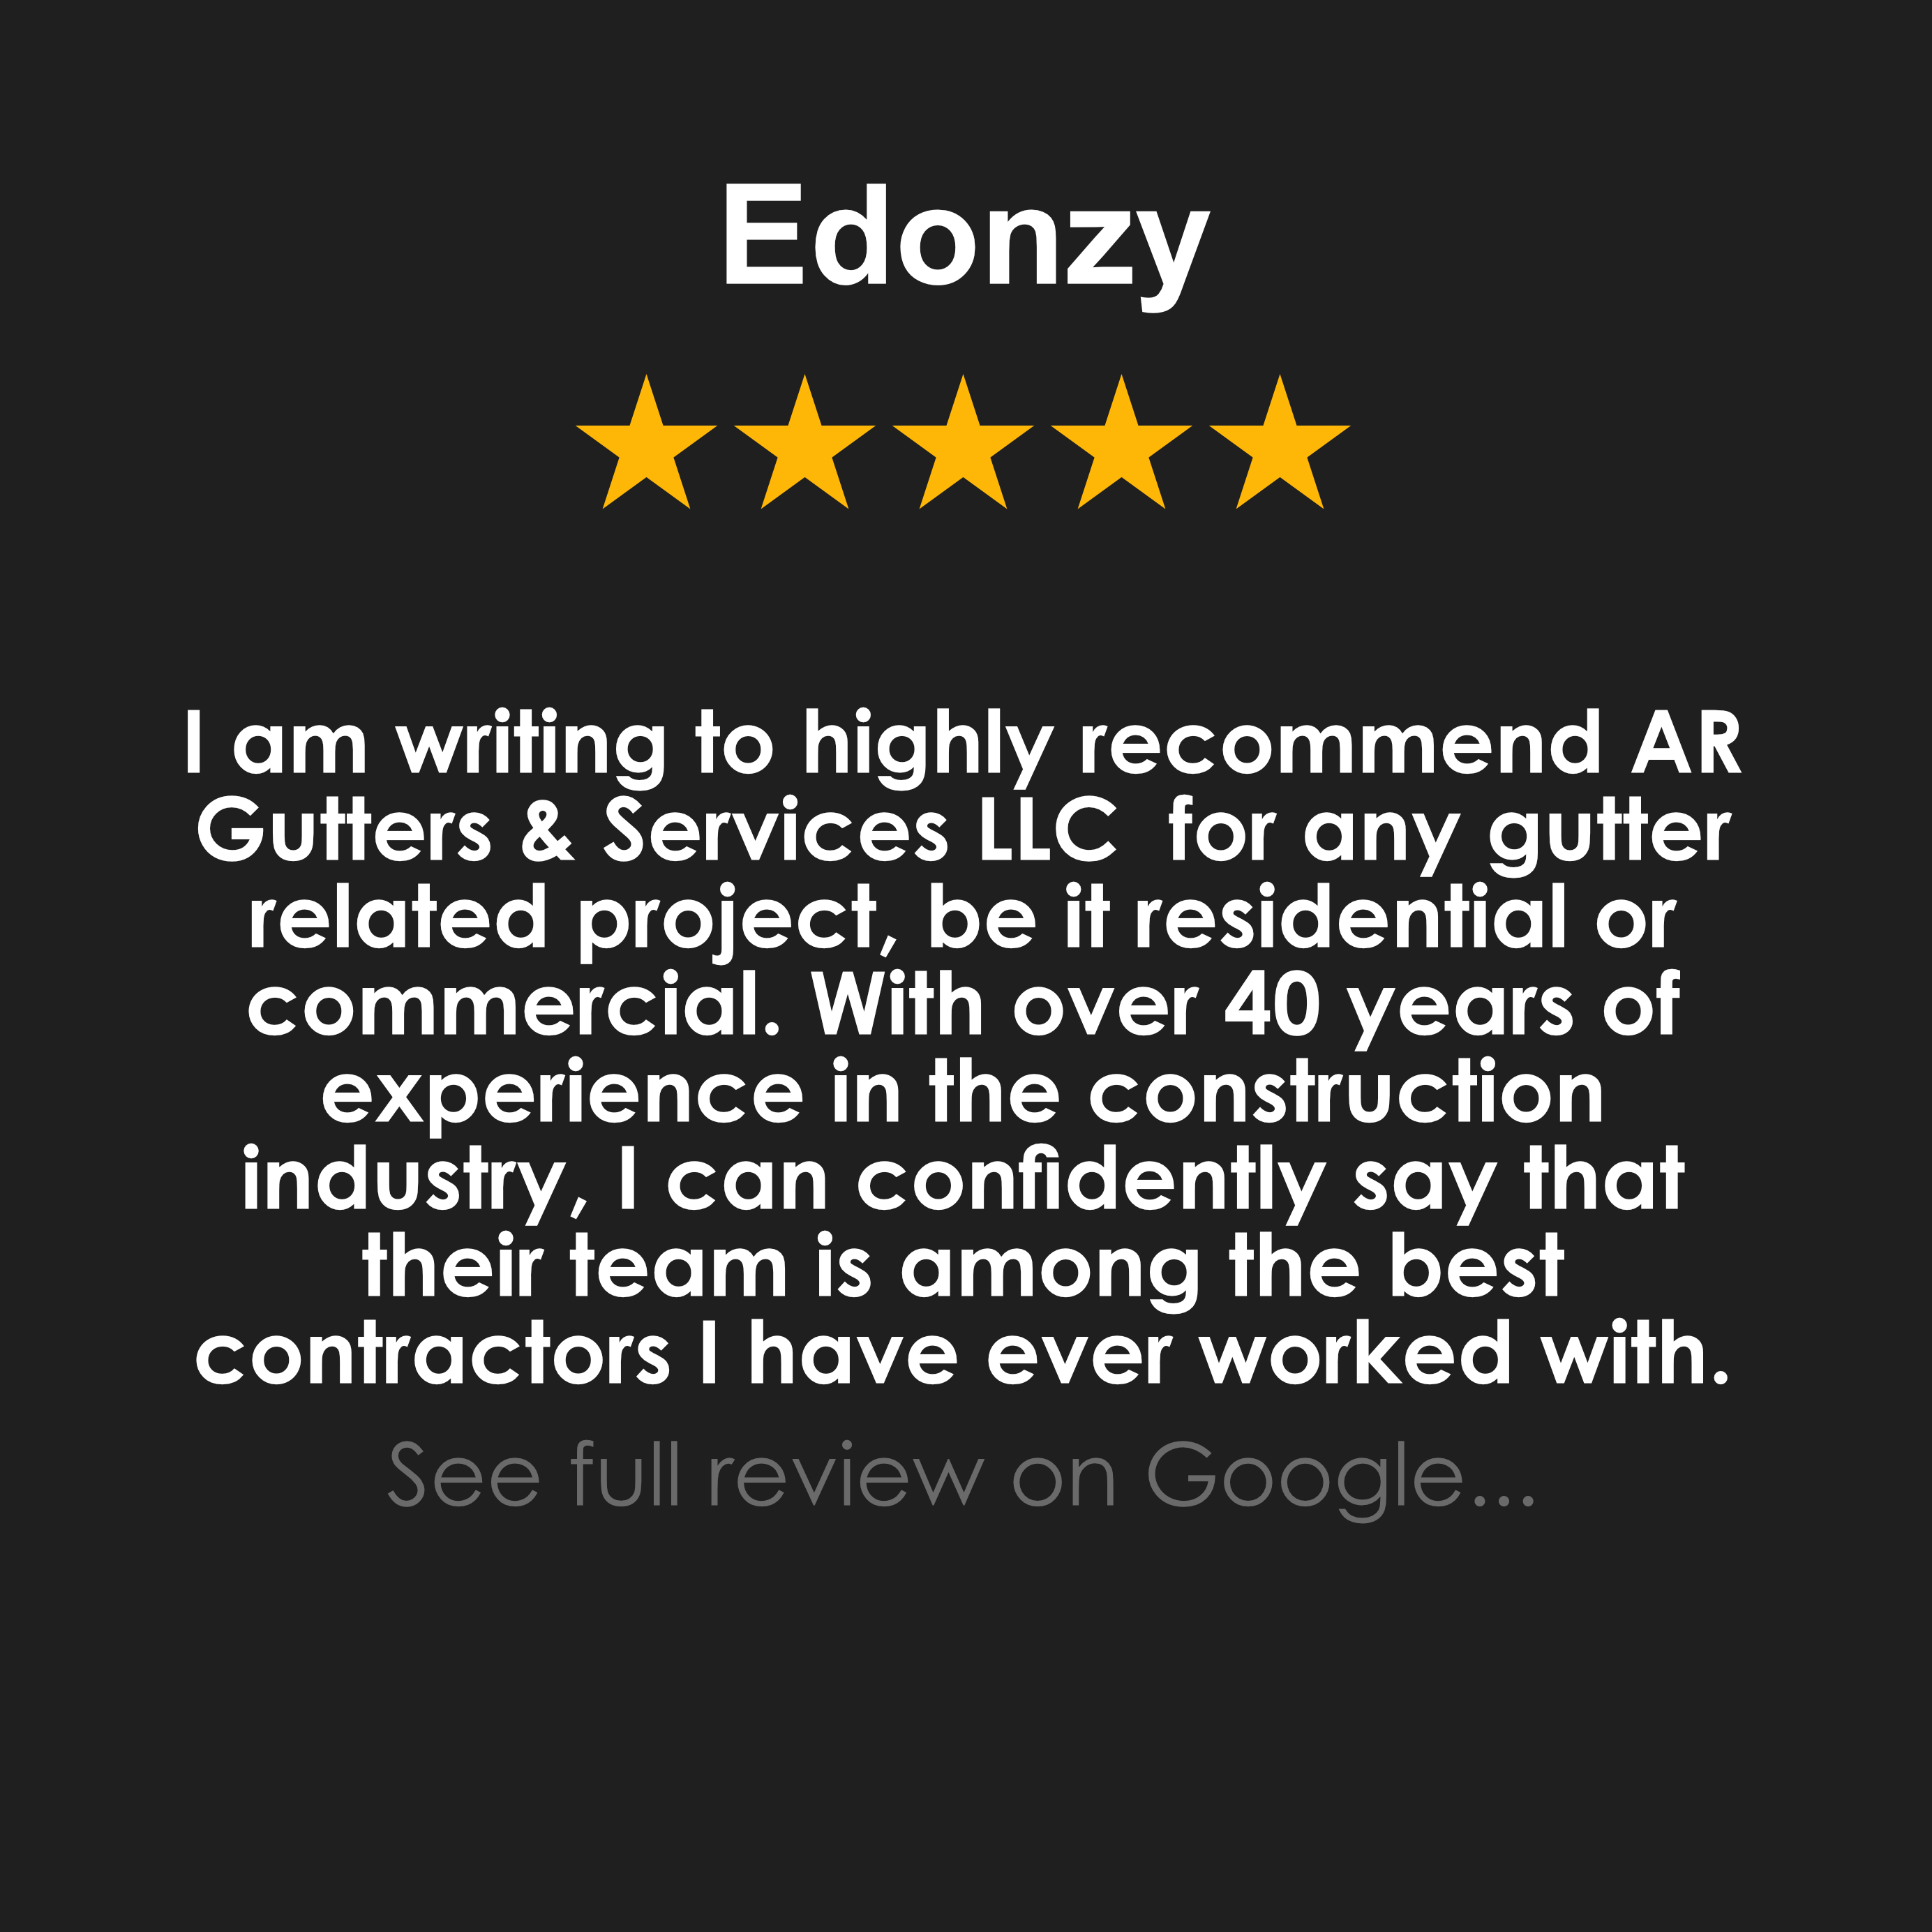 Edonzy
I am writing to highly recommend AR
Gutters & Services LLC  for any gutter
related project, be it residential or
commercial. With over 40 years of
experience in the construction
industry, I can confidently say that
their team is among the best
contractors I have ever worked with.
See full review on Google...